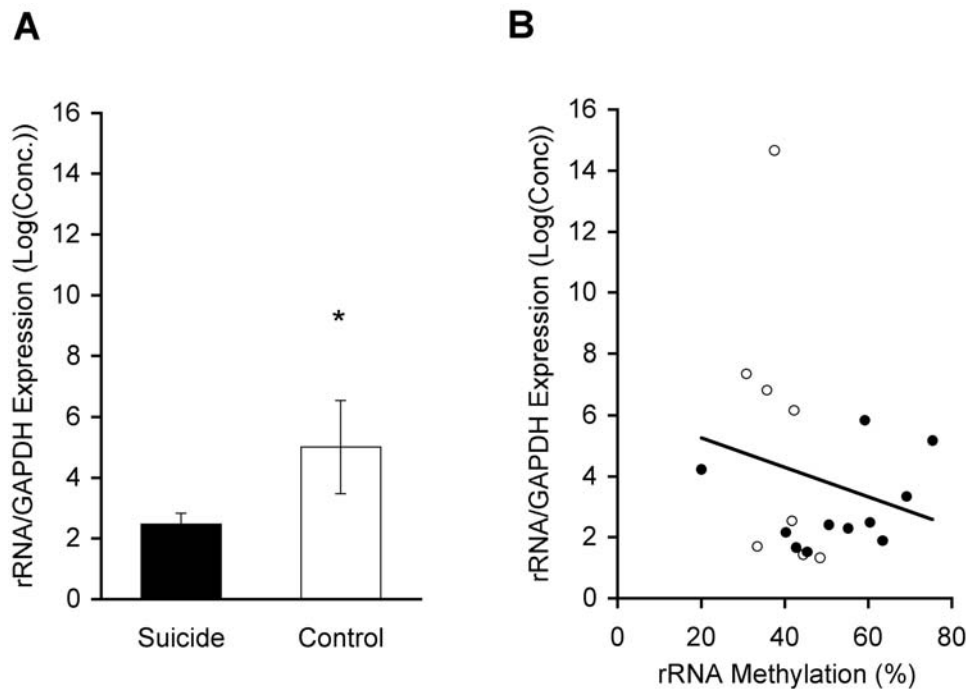 A
rRNA/GAPDH Expression (Log(Conc.))
16
14
12
10
8
6
4
2
0
*
Suicide
Control
B
rRNA/GAPDH Expression (Log(Conc))
16
14
12
10
8
6
4
2
0
0 20 40 60 80
rRNA Methylation (%)